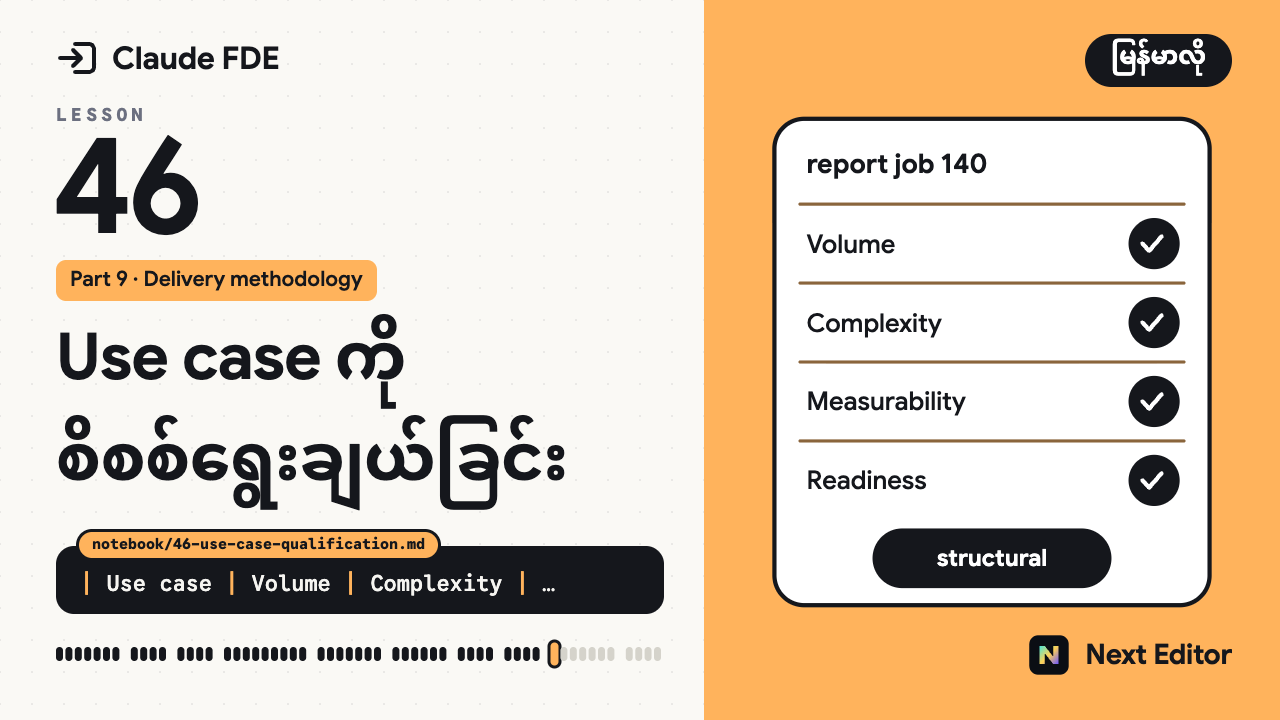 Claude FDE
LESSON
46
Part 9 · Delivery methodology
Use case ကို
စိစစ်ရွေးချယ်ခြင်း
notebook/46-use-case-qualification.md
| Use case | Volume | Complexity | …
မြန်မာလို
report job 140
Volume
Complexity
Measurability
Readiness
structural
N
Next Editor